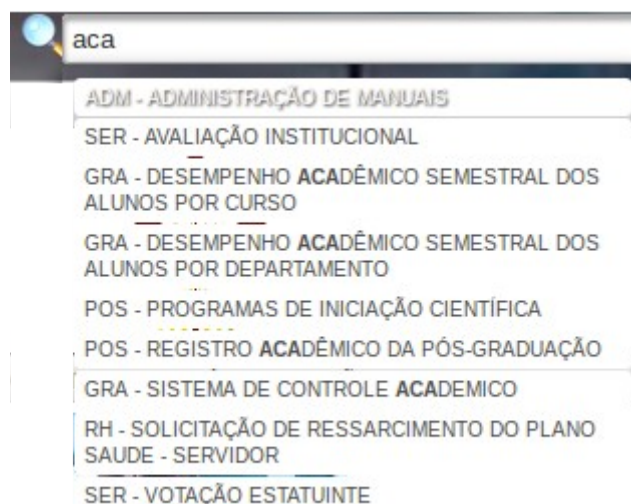 aca
ADM - ADMINISTRAÇÃO DE MANUAIS
SER - AVALIAÇÃO INSTITUCIONAL
GRA - DESEMPENHO ACADÊMICO SEMESTRAL DOS
ALUNOS POR CURSO
GRA - DESEMPENHO ACADÊMICO SEMESTRAL DOS
ALUNOS POR DEPARTAMENTO
POS - PROGRAMAS DE INICIAÇÃO CIENTÍFICA
POS - REGISTRO ACADÊMICO DA PÓS-GRADUAÇÃO
GRA - SISTEMA DE CONTROLE ACADEMICO
RH - SOLICITAÇÃO DE RESSARCIMENTO DO PLANO
SAUDE - SERVIDOR
SER - VOTAÇÃO ESTATUINTE